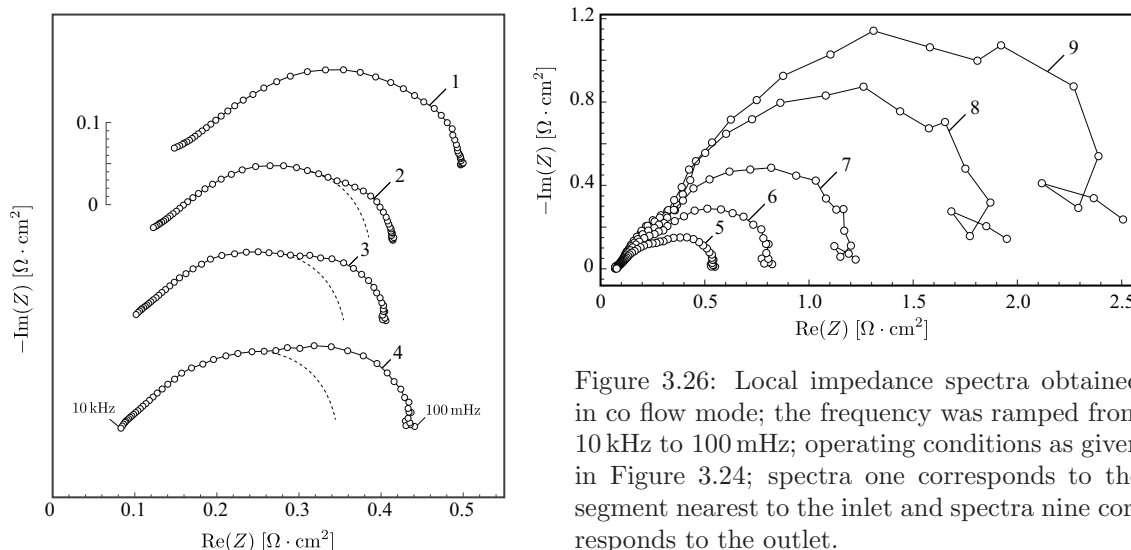 1
2
3
4
0.1
0
10 kHz
100 mHz
0 0.1 0.2 0.3 0.4 0.5
Re(Z) [Ω · cm²]
−Im(Z) [Ω · cm²]
1.2
0.8
0.4
0
0 0.5 1.0 1.5 2.0 2.5
5
6
7
8
9
Re(Z) [Ω · cm²]
−Im(Z) [Ω · cm²]
Figure 3.26: Local impedance spectra obtained
in co flow mode; the frequency was ramped from
10 kHz to 100 mHz; operating conditions as given
in Figure 3.24; spectra one corresponds to the
segment nearest to the inlet and spectra nine cor
responds to the outlet.